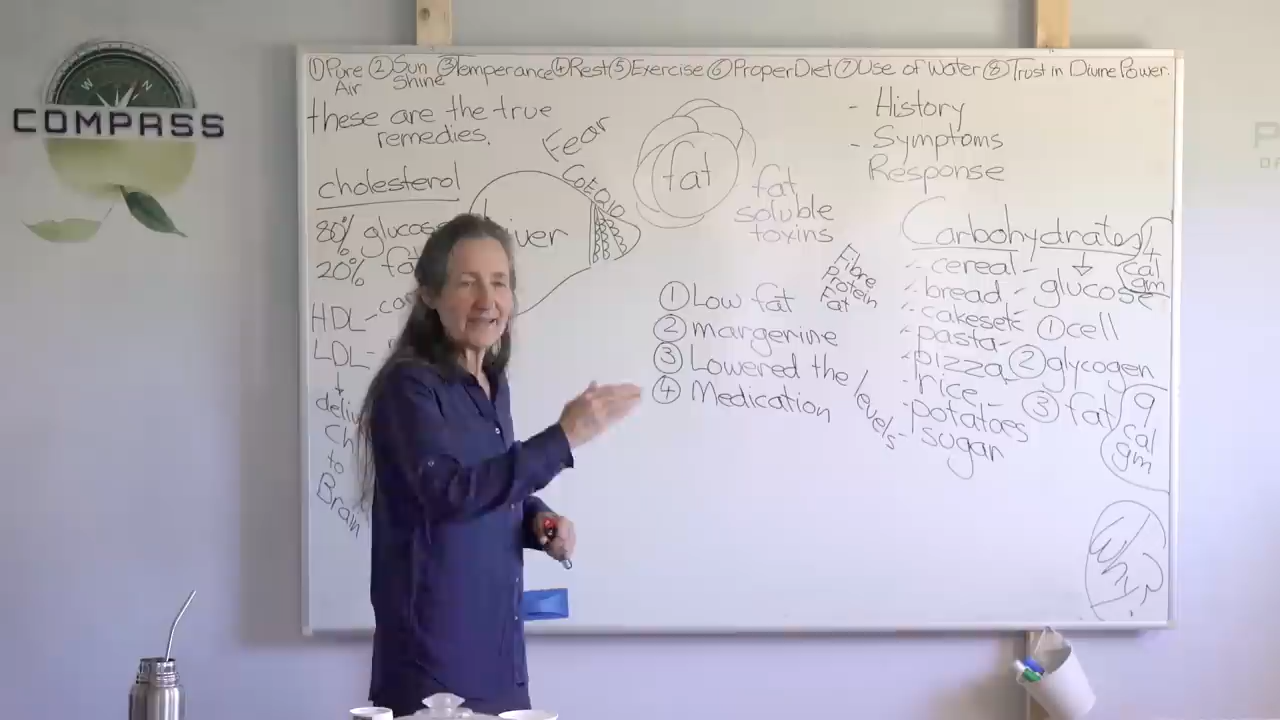 ①Pure Air ②Sun Shine ③Temperance ④Rest ⑤Exercise ⑥Proper Diet ⑦Use of Water ⑧Trust in Divine Power.
these are the true
remedies.
COMPASS
W N
cholesterol
80% glucose
20% fat
HDL-
LDL-
to
Brain
Fear
CoEQ10
liver
fat
fat
soluble
toxins
① Low fat
② margerine
③ Lowered the levels
④ Medication
- History
- Symptoms
Response
Fibre
Protein
Fat
Carbohydrates
- cereal -
- bread -
- cakes etc
- pasta -
- pizza
- rice -
- potatoes
- sugar
4
cal
gm
glucose
① cell
② glycogen
③ fat
9
cal
gm
Why?